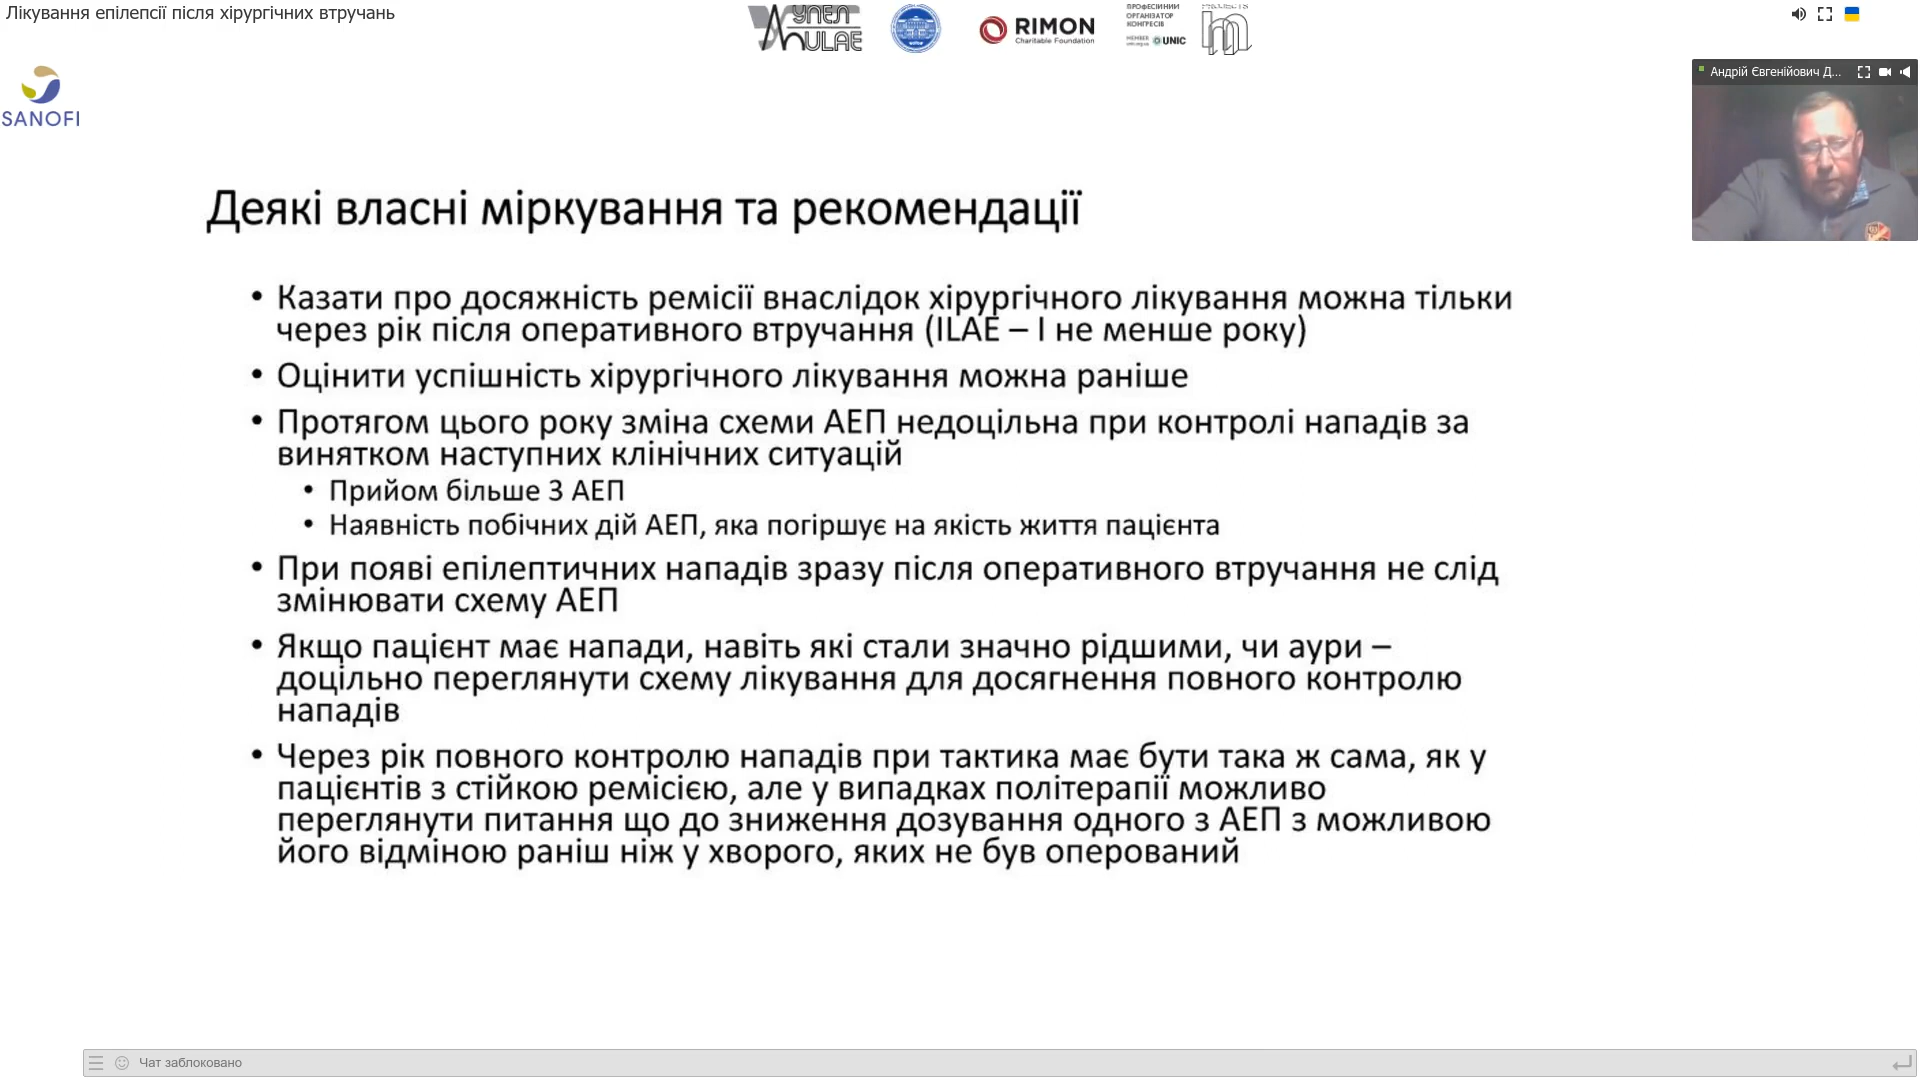 Лікування епілепсії після хірургічних втручань
УПЕЛ
ULAE
RIMON
Charitable Foundation
ПРОФЕСІЙНИЙ
ОРГАНІЗАТОР
КОНГРЕСІВ
UNIC
SANOFI
Андрій Євгенійович Д...
Деякі власні міркування та рекомендації
• Казати про досяжність ремісії внаслідок хірургічного лікування можна тільки
через рік після оперативного втручання (ILAE – I не менше року)
• Оцінити успішність хірургічного лікування можна раніше
• Протягом цього року зміна схеми АЕП недоцільна при контролі нападів за
винятком наступних клінічних ситуацій
• Прийом більше 3 АЕП
• Наявність побічних дій АЕП, яка погіршує на якість життя пацієнта
• При появі епілептичних нападів зразу після оперативного втручання не слід
змінювати схему АЕП
• Якщо пацієнт має напади, навіть які стали значно рідшими, чи аури –
доцільно переглянути схему лікування для досягнення повного контролю
нападів
• Через рік повного контролю нападів при тактика має бути така ж сама, як у
пацієнтів з стійкою ремісією, але у випадках політерапії можливо
переглянути питання що до зниження дозування одного з АЕП з можливою
його відміною раніш ніж у хворого, яких не був оперований
Чат заблоковано